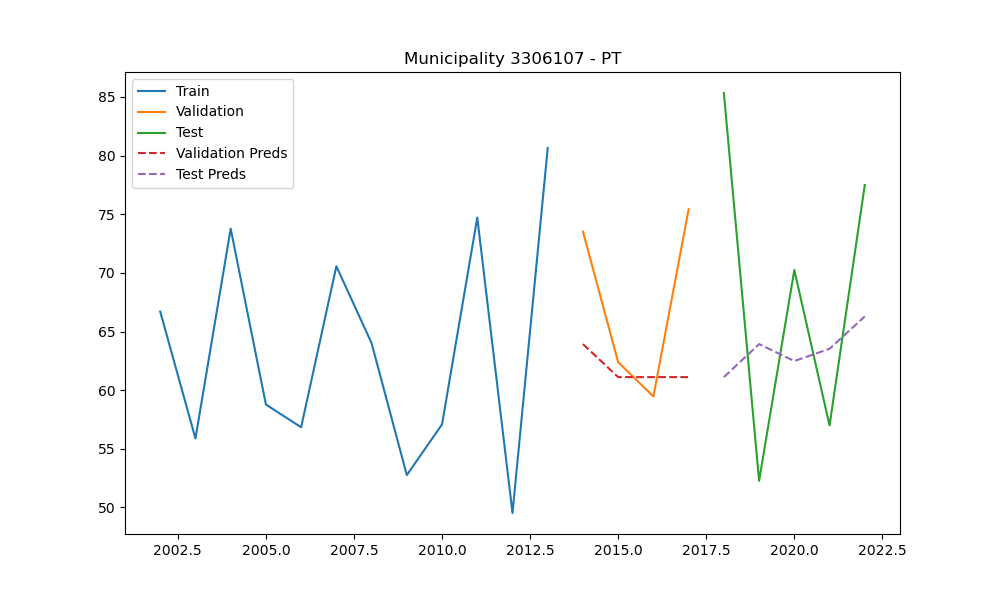 Municipality 3306107 - PT
Train
Validation
Test
Validation Preds
Test Preds
85
80
75
70
65
60
55
50
2002.5 2005.0 2007.5 2010.0 2012.5 2015.0 2017.5 2020.0 2022.5